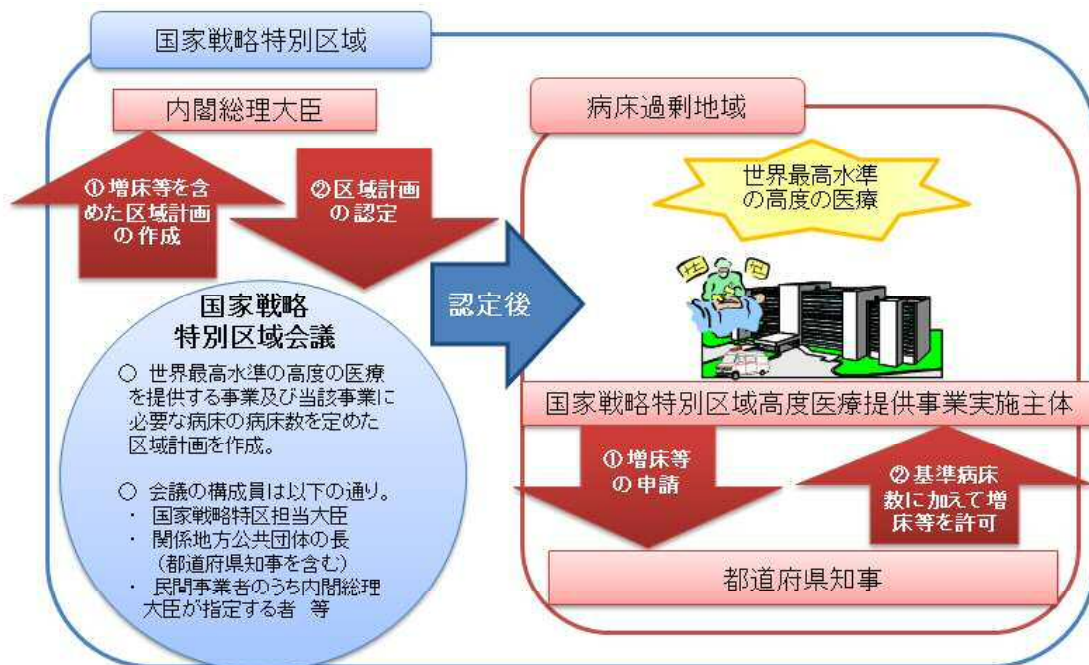 国家戦略特別区域
内閣総理大臣
①増床等を含
めた区域計画
の作成
②区域計画
の認定
国家戦略
特別区域会議
○ 世界最高水準の高度の医療
を提供する事業及び当該事業に
必要な病床の病床数を定めた
区域計画を作成。
○ 会議の構成員は以下の通り。
・ 国家戦略特区担当大臣
・ 関係地方公共団体の長
(都道府県知事を含む)
・ 民間事業者のうち内閣総理
大臣が指定する者 等
認定後
病床過剰地域
世界最高水準
の高度の医療
国家戦略特別区域高度医療提供事業実施主体
①増床等
の申請
②基準病床
数に加えて増
床等を許可
都道府県知事